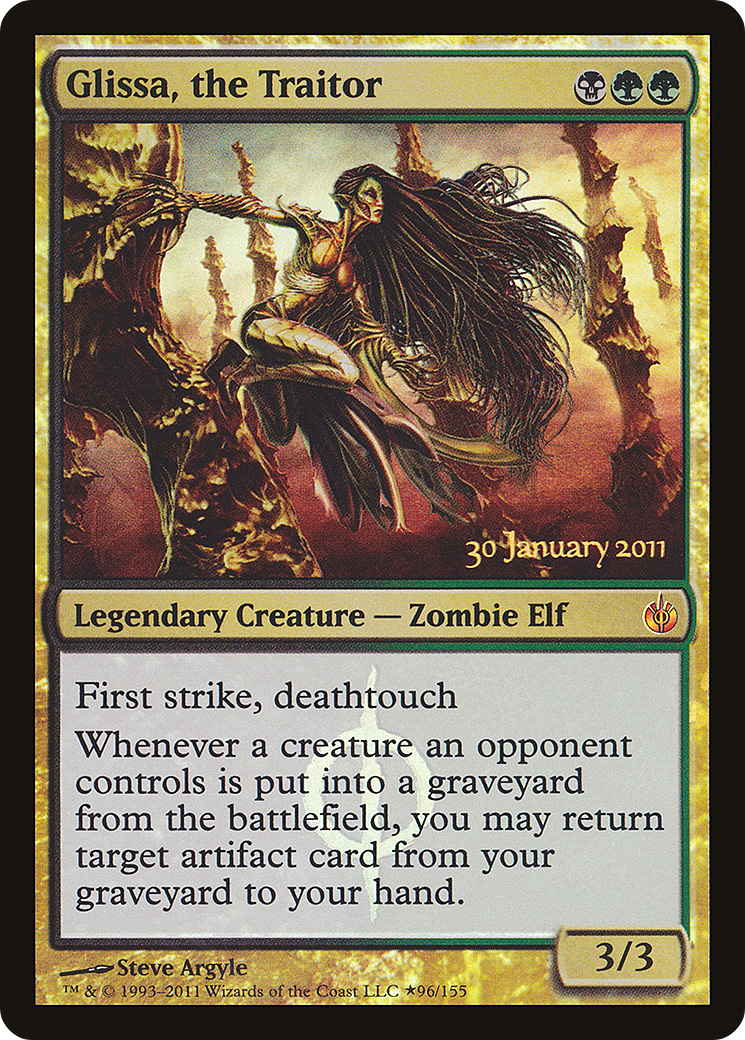 Glissa, the Traitor
30 January 2011
Legendary Creature — Zombie Elf
First strike, deathtouch
Whenever a creature an opponent
controls is put into a graveyard
from the battlefield, you may return
target artifact card from your
graveyard to your hand.
3/3
Steve Argyle
™ & © 1993–2011 Wizards of the Coast LLC ★96/155